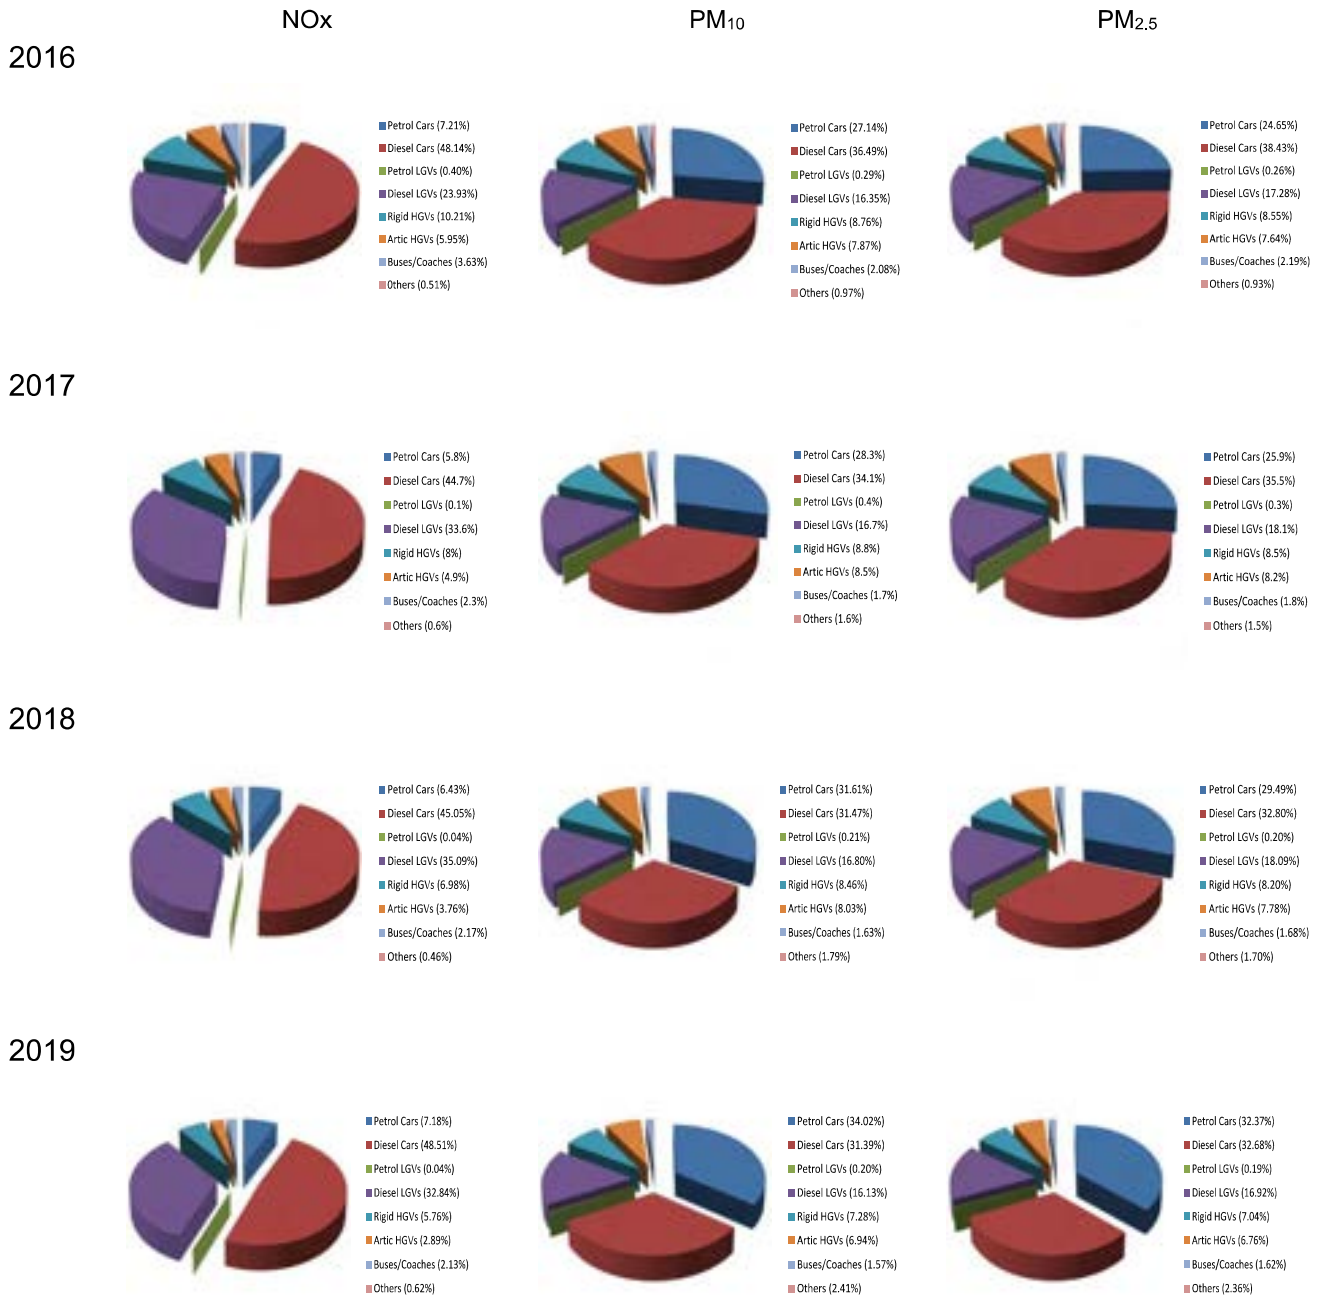 NOx
PM10
PM2.5
2016
Petrol Cars (7.21%)
Diesel Cars (48.14%)
Petrol LGVs (0.40%)
Diesel LGVs (23.93%)
Rigid HGVs (10.21%)
Artic HGVs (5.95%)
Buses/Coaches (3.63%)
Others (0.51%)
Petrol Cars (27.14%)
Diesel Cars (36.49%)
Petrol LGVs (0.29%)
Diesel LGVs (16.35%)
Rigid HGVs (8.76%)
Artic HGVs (7.87%)
Buses/Coaches (2.08%)
Others (0.97%)
Petrol Cars (24.65%)
Diesel Cars (38.43%)
Petrol LGVs (0.26%)
Diesel LGVs (17.28%)
Rigid HGVs (8.55%)
Artic HGVs (7.64%)
Buses/Coaches (2.19%)
Others (0.93%)
2017
Petrol Cars (5.8%)
Diesel Cars (44.7%)
Petrol LGVs (0.1%)
Diesel LGVs (33.6%)
Rigid HGVs (8%)
Artic HGVs (4.9%)
Buses/Coaches (2.3%)
Others (0.6%)
Petrol Cars (28.3%)
Diesel Cars (34.1%)
Petrol LGVs (0.4%)
Diesel LGVs (16.7%)
Rigid HGVs (8.8%)
Artic HGVs (8.5%)
Buses/Coaches (1.7%)
Others (1.6%)
Petrol Cars (25.9%)
Diesel Cars (35.5%)
Petrol LGVs (0.3%)
Diesel LGVs (18.1%)
Rigid HGVs (8.5%)
Artic HGVs (8.2%)
Buses/Coaches (1.8%)
Others (1.5%)
2018
Petrol Cars (6.43%)
Diesel Cars (45.05%)
Petrol LGVs (0.04%)
Diesel LGVs (35.09%)
Rigid HGVs (6.98%)
Artic HGVs (3.76%)
Buses/Coaches (2.17%)
Others (0.46%)
Petrol Cars (31.61%)
Diesel Cars (31.47%)
Petrol LGVs (0.21%)
Diesel LGVs (16.80%)
Rigid HGVs (8.46%)
Artic HGVs (8.03%)
Buses/Coaches (1.63%)
Others (1.79%)
Petrol Cars (29.49%)
Diesel Cars (32.80%)
Petrol LGVs (0.20%)
Diesel LGVs (18.09%)
Rigid HGVs (8.20%)
Artic HGVs (7.78%)
Buses/Coaches (1.68%)
Others (1.70%)
2019
Petrol Cars (7.18%)
Diesel Cars (48.51%)
Petrol LGVs (0.04%)
Diesel LGVs (32.84%)
Rigid HGVs (5.76%)
Artic HGVs (2.89%)
Buses/Coaches (2.13%)
Others (0.62%)
Petrol Cars (34.02%)
Diesel Cars (31.39%)
Petrol LGVs (0.20%)
Diesel LGVs (16.13%)
Rigid HGVs (7.28%)
Artic HGVs (6.94%)
Buses/Coaches (1.57%)
Others (2.41%)
Petrol Cars (32.37%)
Diesel Cars (32.68%)
Petrol LGVs (0.19%)
Diesel LGVs (16.92%)
Rigid HGVs (7.04%)
Artic HGVs (6.76%)
Buses/Coaches (1.62%)
Others (2.36%)